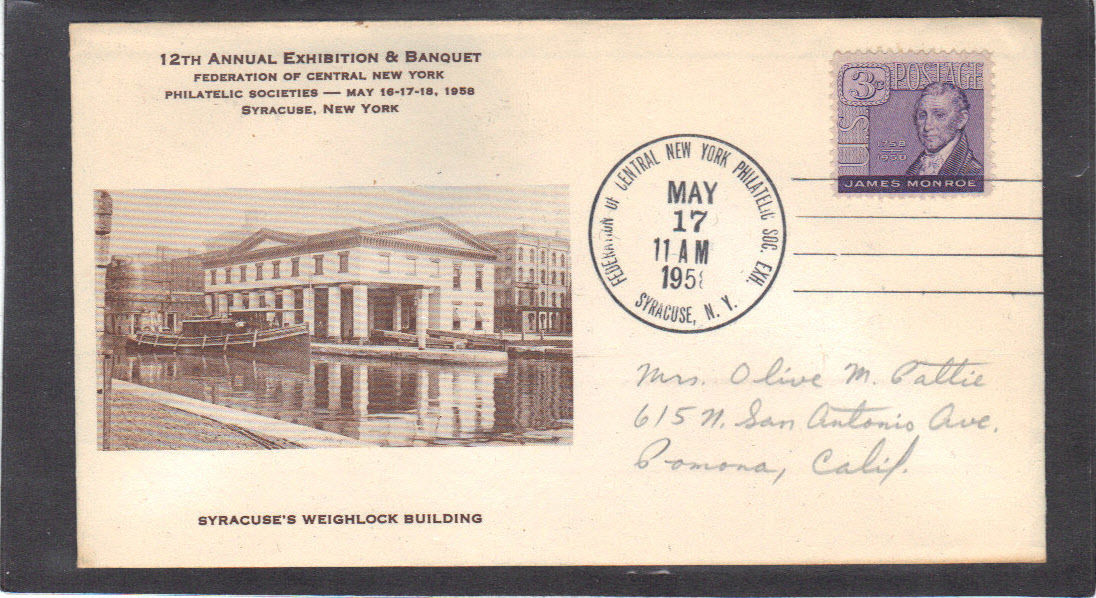 12TH ANNUAL EXHIBITION & BANQUET
FEDERATION OF CENTRAL NEW YORK
PHILATELIC SOCIETIES — MAY 16-17-18, 1958
SYRACUSE, NEW YORK
U.S. POSTAGE
3c
1758
1958
JAMES MONROE
FEDERATION OF CENTRAL NEW YORK PHILATELIC SOC. EXH.
MAY
17
11 AM
1958
SYRACUSE, N. Y.
Mrs. Olive M. Pattie
615 N. San Antonio Ave.
Pomona, Calif.
SYRACUSE'S WEIGHLOCK BUILDING